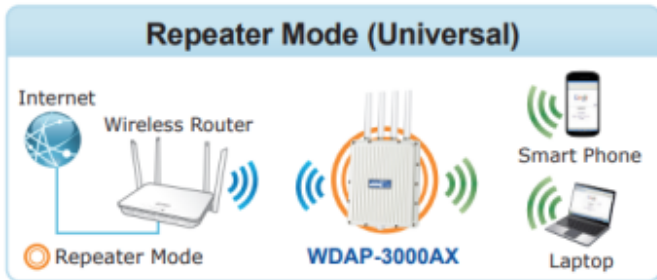 Repeater Mode (Universal)
Internet
Wireless Router
Smart Phone
Repeater Mode
WDAP-3000AX
Laptop